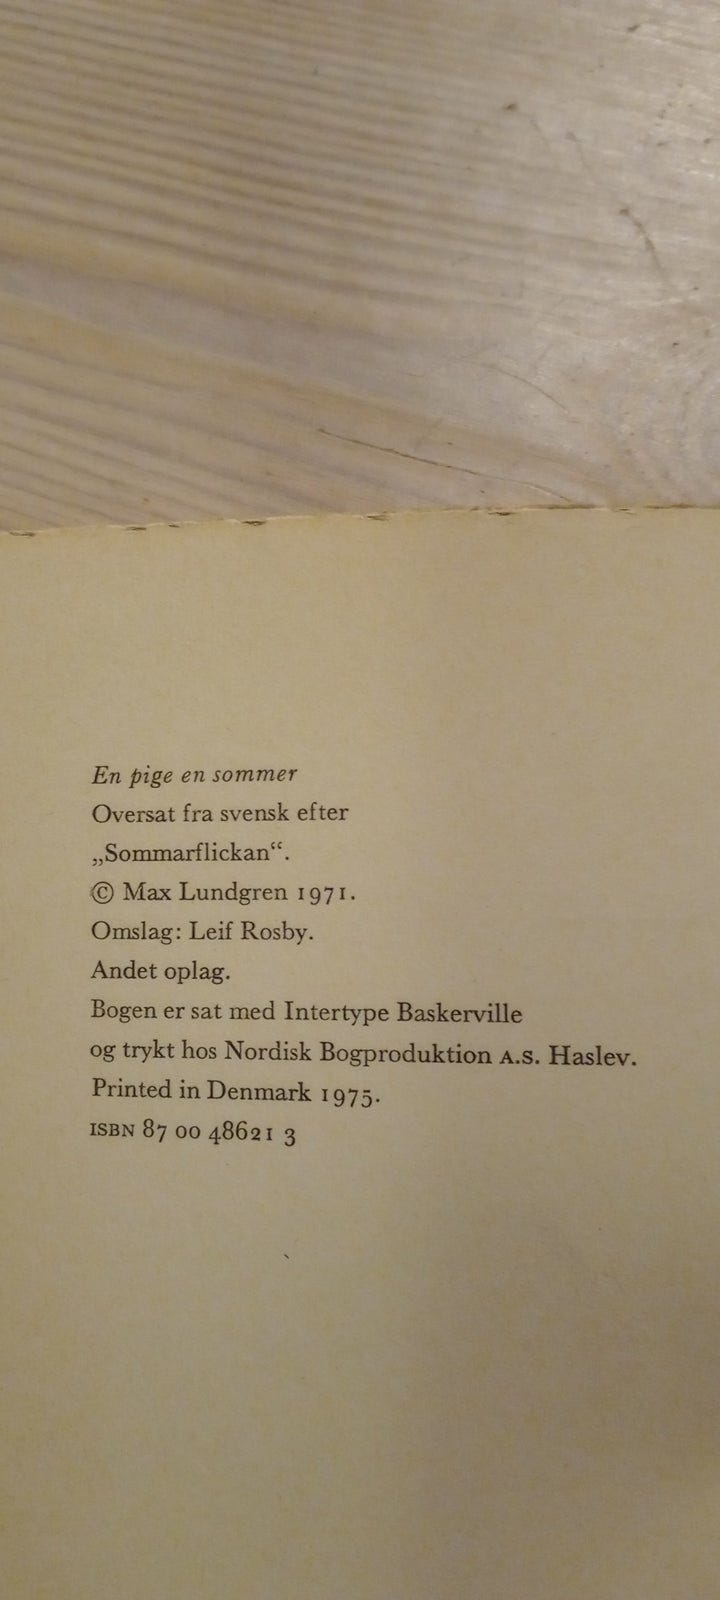 En pige en sommer
Oversat fra svensk efter
„Sommarflickan“.
© Max Lundgren 1971.
Omslag: Leif Rosby.
Andet oplag.
Bogen er sat med Intertype Baskerville
og trykt hos Nordisk Bogproduktion A.S. Haslev.
Printed in Denmark 1975.
ISBN 87 00 48621 3